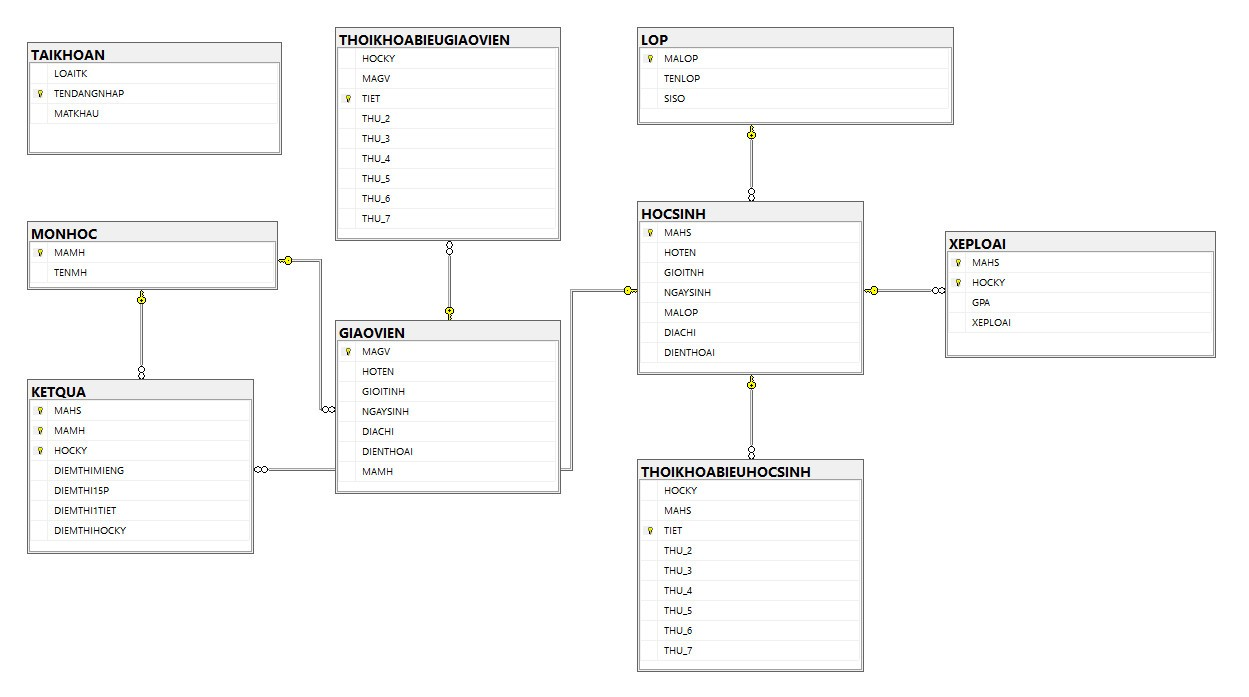 TAIKHOAN
LOAITK
TENDANGNHAP
MATKHAU
THOIKHOABIEUGIAOVIEN
HOCKY
MAGV
TIET
THU_2
THU_3
THU_4
THU_5
THU_6
THU_7
LOP
MALOP
TENLOP
SISO
MONHOC
MAMH
TENMH
HOCSINH
MAHS
HOTEN
GIOITNH
NGAYSINH
MALOP
DIACHI
DIENTHOAI
XEPLOAI
MAHS
HOCKY
GPA
XEPLOAI
GIAOVIEN
MAGV
HOTEN
GIOITINH
NGAYSINH
DIACHI
DIENTHOAI
MAMH
KETQUA
MAHS
MAMH
HOCKY
DIEMTHIMIENG
DIEMTHI15P
DIEMTHI1TIET
DIEMTHIHOCKY
THOIKHOABIEUHOCSINH
HOCKY
MAHS
TIET
THU_2
THU_3
THU_4
THU_5
THU_6
THU_7